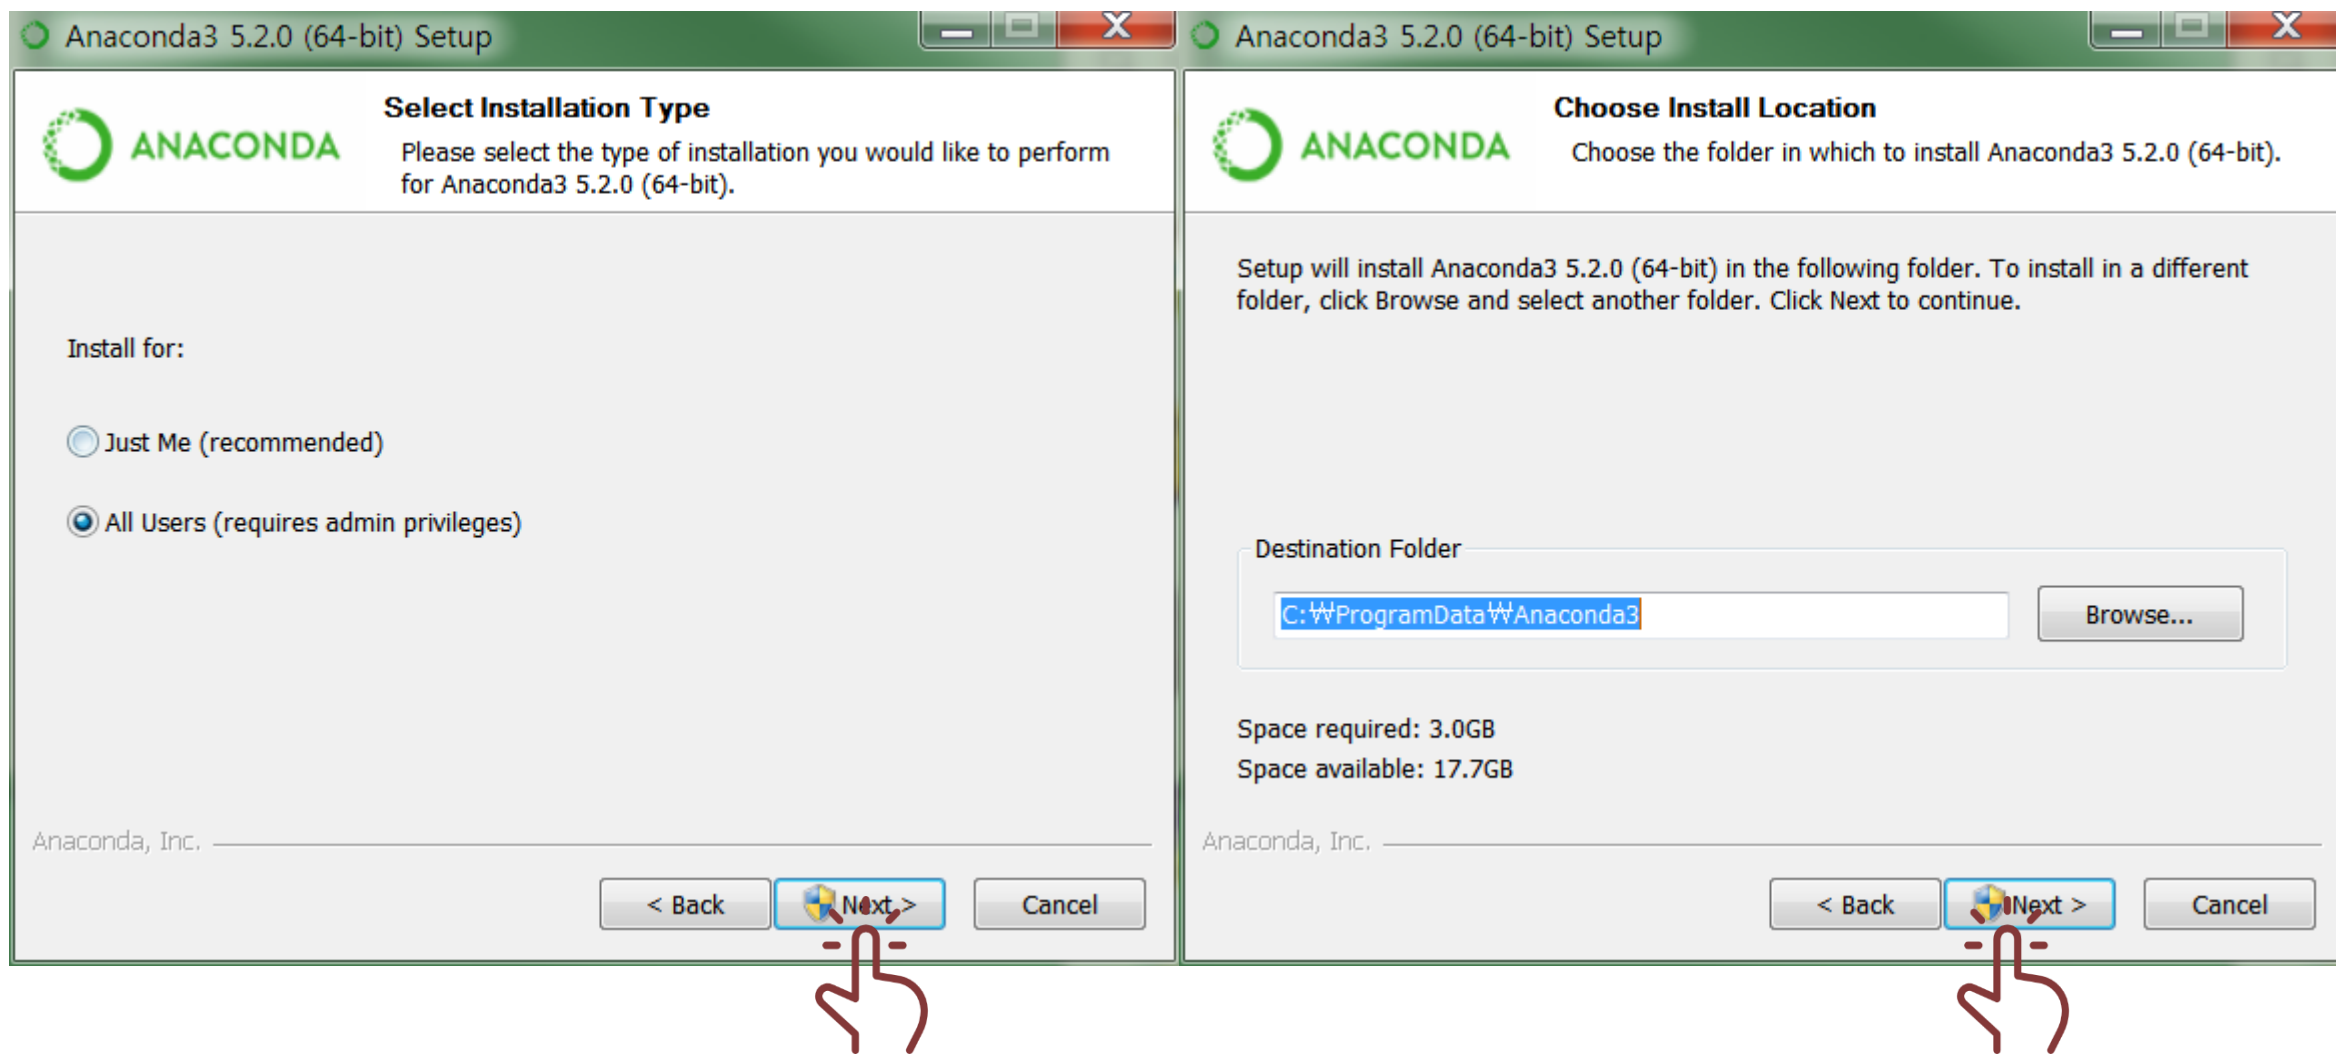 Anaconda3 5.2.0 (64-bit) Setup
ANACONDA
Select Installation Type
Please select the type of installation you would like to perform
for Anaconda3 5.2.0 (64-bit).
Install for:
Just Me (recommended)
All Users (requires admin privileges)
Anaconda, Inc.
< Back
Next >
Cancel
Anaconda3 5.2.0 (64-bit) Setup
ANACONDA
Choose Install Location
Choose the folder in which to install Anaconda3 5.2.0 (64-bit).
Setup will install Anaconda3 5.2.0 (64-bit) in the following folder. To install in a different
folder, click Browse and select another folder. Click Next to continue.
Destination Folder
C:₩ProgramData₩Anaconda3
Browse...
Space required: 3.0GB
Space available: 17.7GB
Anaconda, Inc.
< Back
Next >
Cancel